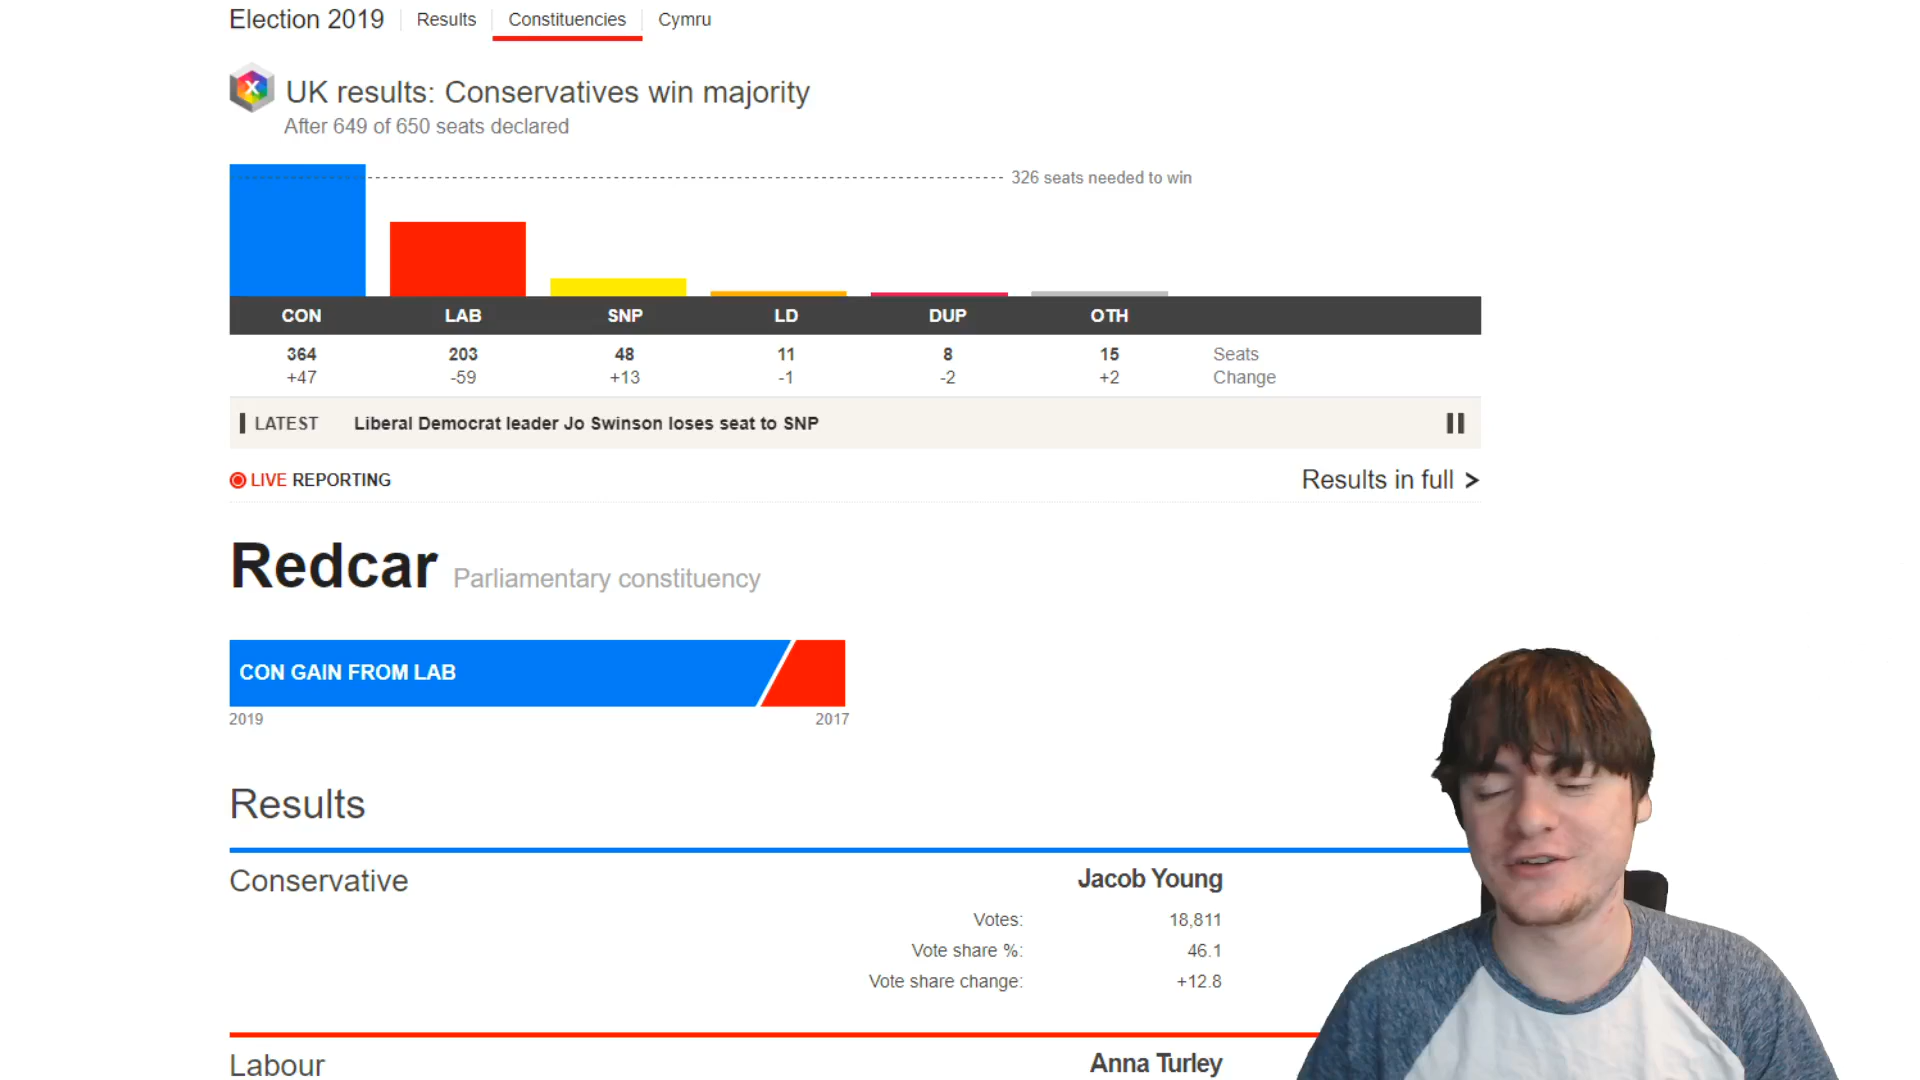 Election 2019
Results
Constituencies
Cymru
X
UK results: Conservatives win majority
After 649 of 650 seats declared
326 seats needed to win
CON LAB SNP LD DUP OTH
364 203 48 11 8 15 Seats
+47 -59 +13 -1 -2 +2 Change
LATEST Liberal Democrat leader Jo Swinson loses seat to SNP
LIVE REPORTING
Results in full >
Redcar Parliamentary constituency
CON GAIN FROM LAB
2019 2017
Results
Conservative
Jacob Young
Votes: 18,811
Vote share %: 46.1
Vote share change: +12.8
Labour
Anna Turley